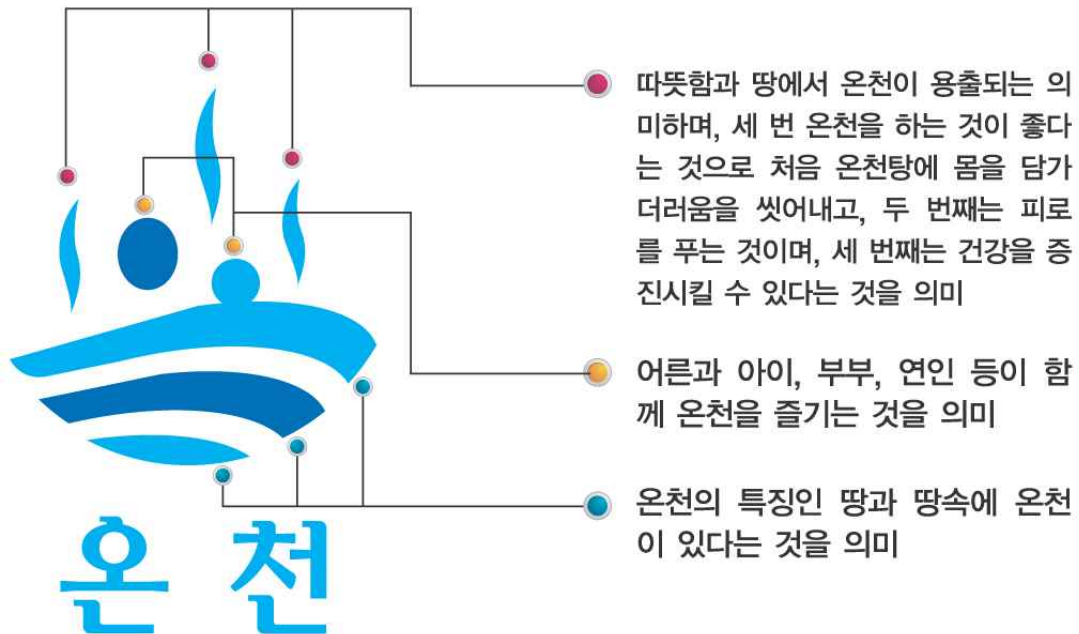 따뜻함과 땅에서 온천이 용출되는 의
미하며, 세 번 온천을 하는 것이 좋다
는 것으로 처음 온천탕에 몸을 담가
더러움을 씻어내고, 두 번째는 피로
를 푸는 것이며, 세 번째는 건강을 증
진시킬 수 있다는 것을 의미
어른과 아이, 부부, 연인 등이 함
께 온천을 즐기는 것을 의미
온천의 특징인 땅과 땅속에 온천
이 있다는 것을 의미
온천